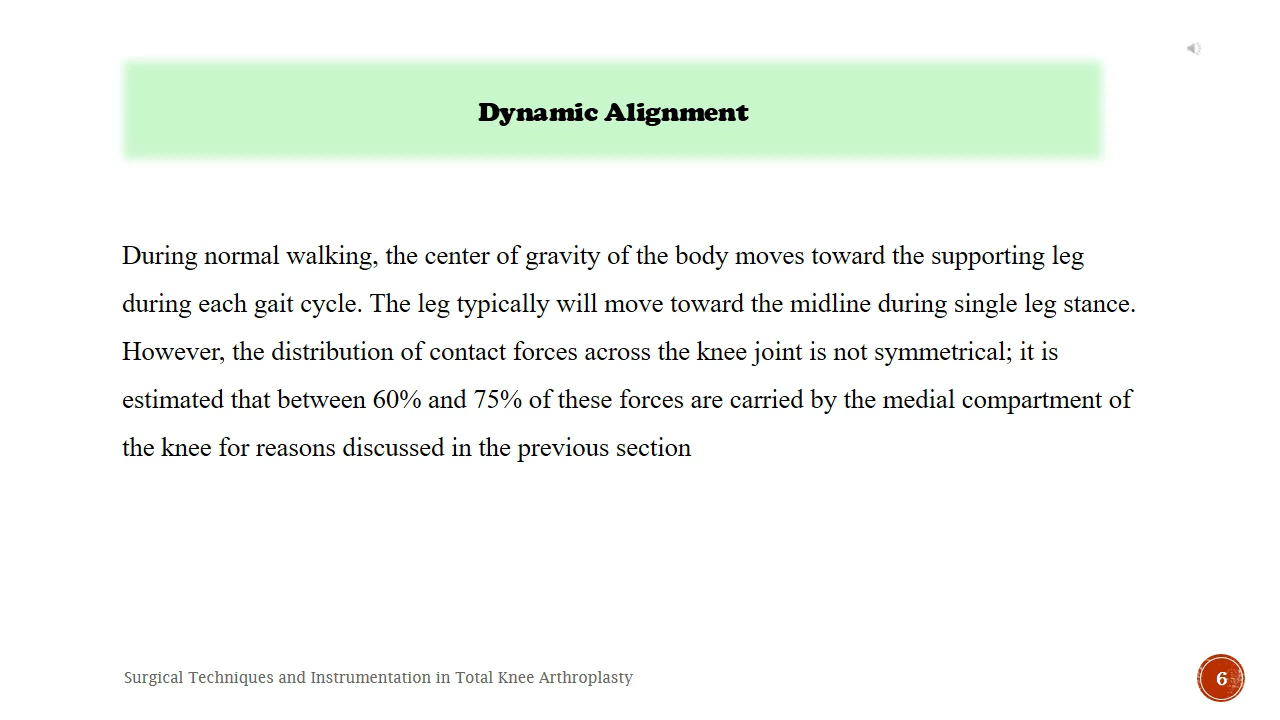 Dynamic Alignment
During normal walking, the center of gravity of the body moves toward the supporting leg
during each gait cycle. The leg typically will move toward the midline during single leg stance.
However, the distribution of contact forces across the knee joint is not symmetrical; it is
estimated that between 60% and 75% of these forces are carried by the medial compartment of
the knee for reasons discussed in the previous section
Surgical Techniques and Instrumentation in Total Knee Arthroplasty
6